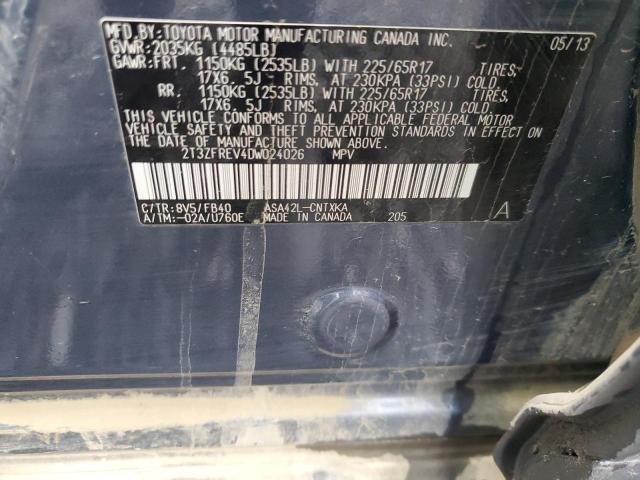 MFD.BY: TOYOTA MOTOR MANUFACTURING CANADA INC.
GVWR: 2035KG (4485LB) 05/13
GAWR: FRT. 1150KG (2535LB) WITH 225/65R17 TIRES,
17X6. 5J RIMS, AT 230KPA (33PSI) COLD
RR. 1150KG (2535LB) WITH 225/65R17 TIRES,
17X6. 5J RIMS, AT 230KPA (33PSI) COLD.
THIS VEHICLE CONFORMS TO ALL APPLICABLE FEDERAL MOTOR
VEHICLE SAFETY AND THEFT PREVENTION STANDARDS IN EFFECT ON
THE DATE OF MANUFACTURE SHOWN ABOVE.
2T3ZFREV4DW024026 MPV
C/TR: 8V5/FB40 ASA42L-CNTXKA
A/TM: -02A/U760E MADE IN CANADA 205 A